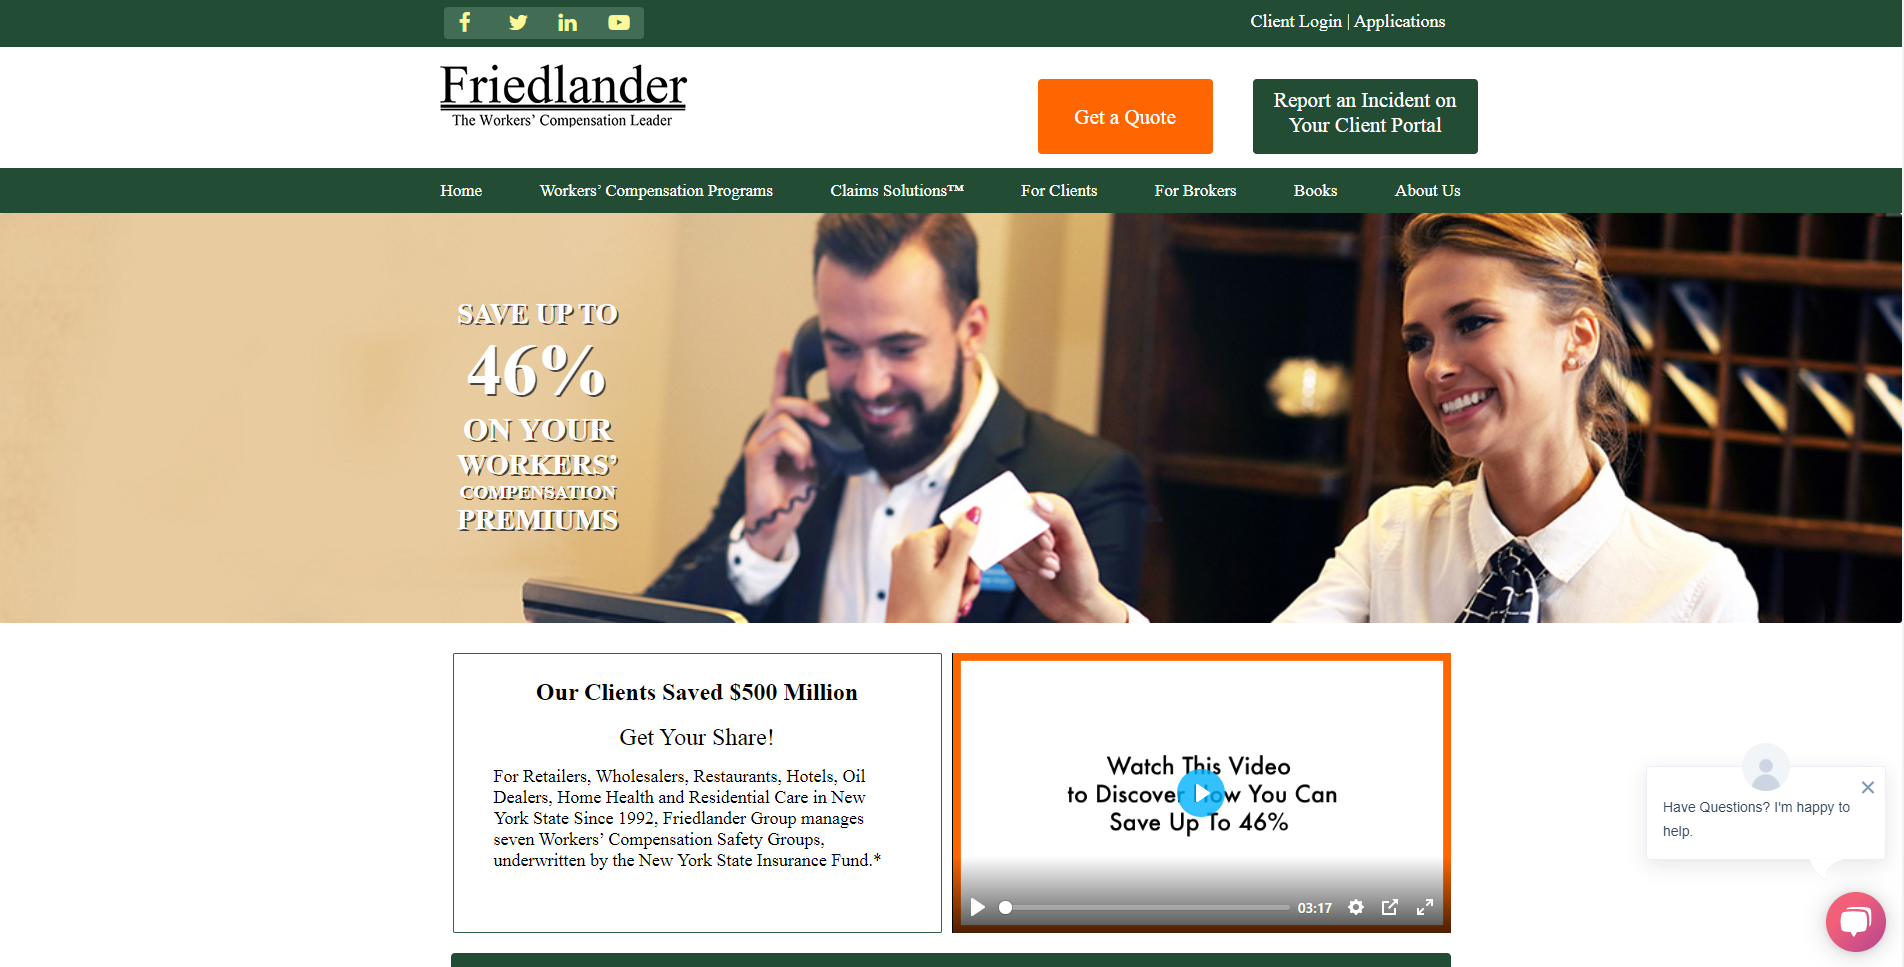 Client Login | Applications
Friedlander
The Workers’ Compensation Leader
Get a Quote
Report an Incident on
Your Client Portal
Home
Workers’ Compensation Programs
Claims Solutions™
For Clients
For Brokers
Books
About Us
SAVE UP TO
46%
ON YOUR
WORKERS’
COMPENSATION
PREMIUMS
Our Clients Saved $500 Million
Get Your Share!
For Retailers, Wholesalers, Restaurants, Hotels, Oil
Dealers, Home Health and Residential Care in New
York State Since 1992, Friedlander Group manages
seven Workers’ Compensation Safety Groups,
underwritten by the New York State Insurance Fund.*
Watch This Video
to Discover How You Can
Save Up To 46%
03:17
Have Questions? I'm happy to
help.